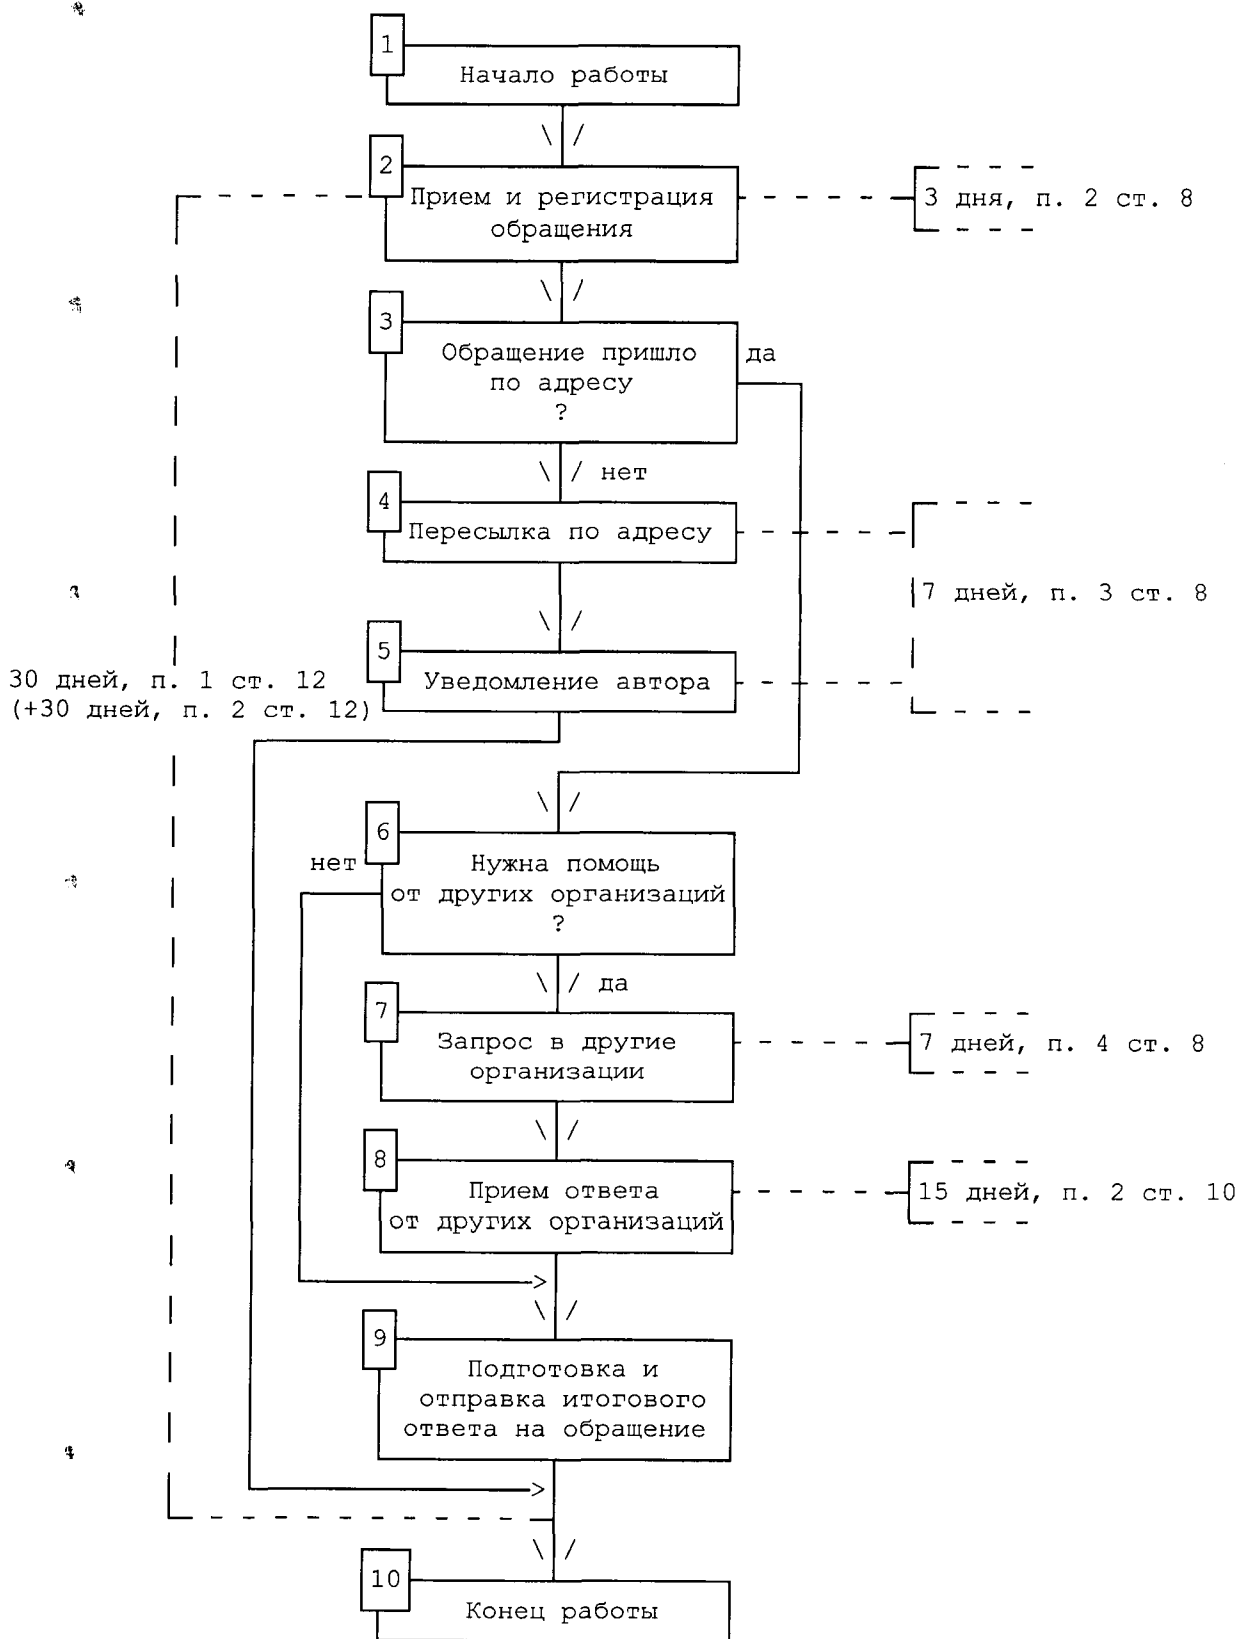 1
Начало работы
2
Прием и регистрация
обращения
3 дня, п. 2 ст. 8
3
Обращение пришло
по адресу
?
да
нет
4
Пересылка по адресу
7 дней, п. 3 ст. 8
5
Уведомление автора
30 дней, п. 1 ст. 12
(+30 дней, п. 2 ст. 12)
6
нет
Нужна помощь
от других организаций
?
да
7
Запрос в другие
организации
7 дней, п. 4 ст. 8
8
Прием ответа
от других организаций
15 дней, п. 2 ст. 10
9
Подготовка и
отправка итогового
ответа на обращение
10
Конец работы